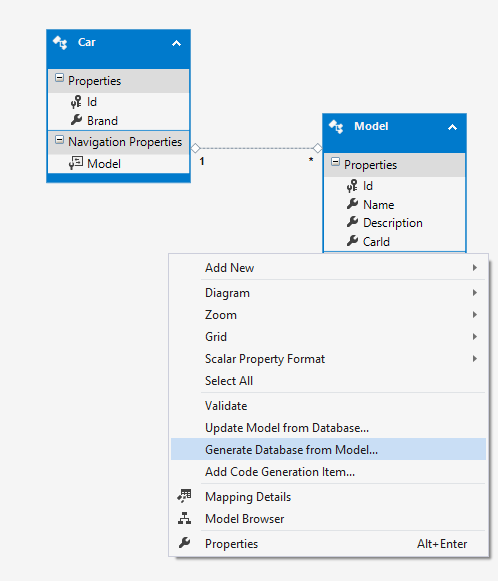 Car
Properties
Id
Brand
Navigation Properties
Model
1
*
Model
Properties
Id
Name
Description
CarId
Add New
Diagram
Zoom
Grid
Scalar Property Format
Select All
Validate
Update Model from Database...
Generate Database from Model...
Add Code Generation Item...
Mapping Details
Model Browser
Properties Alt+Enter